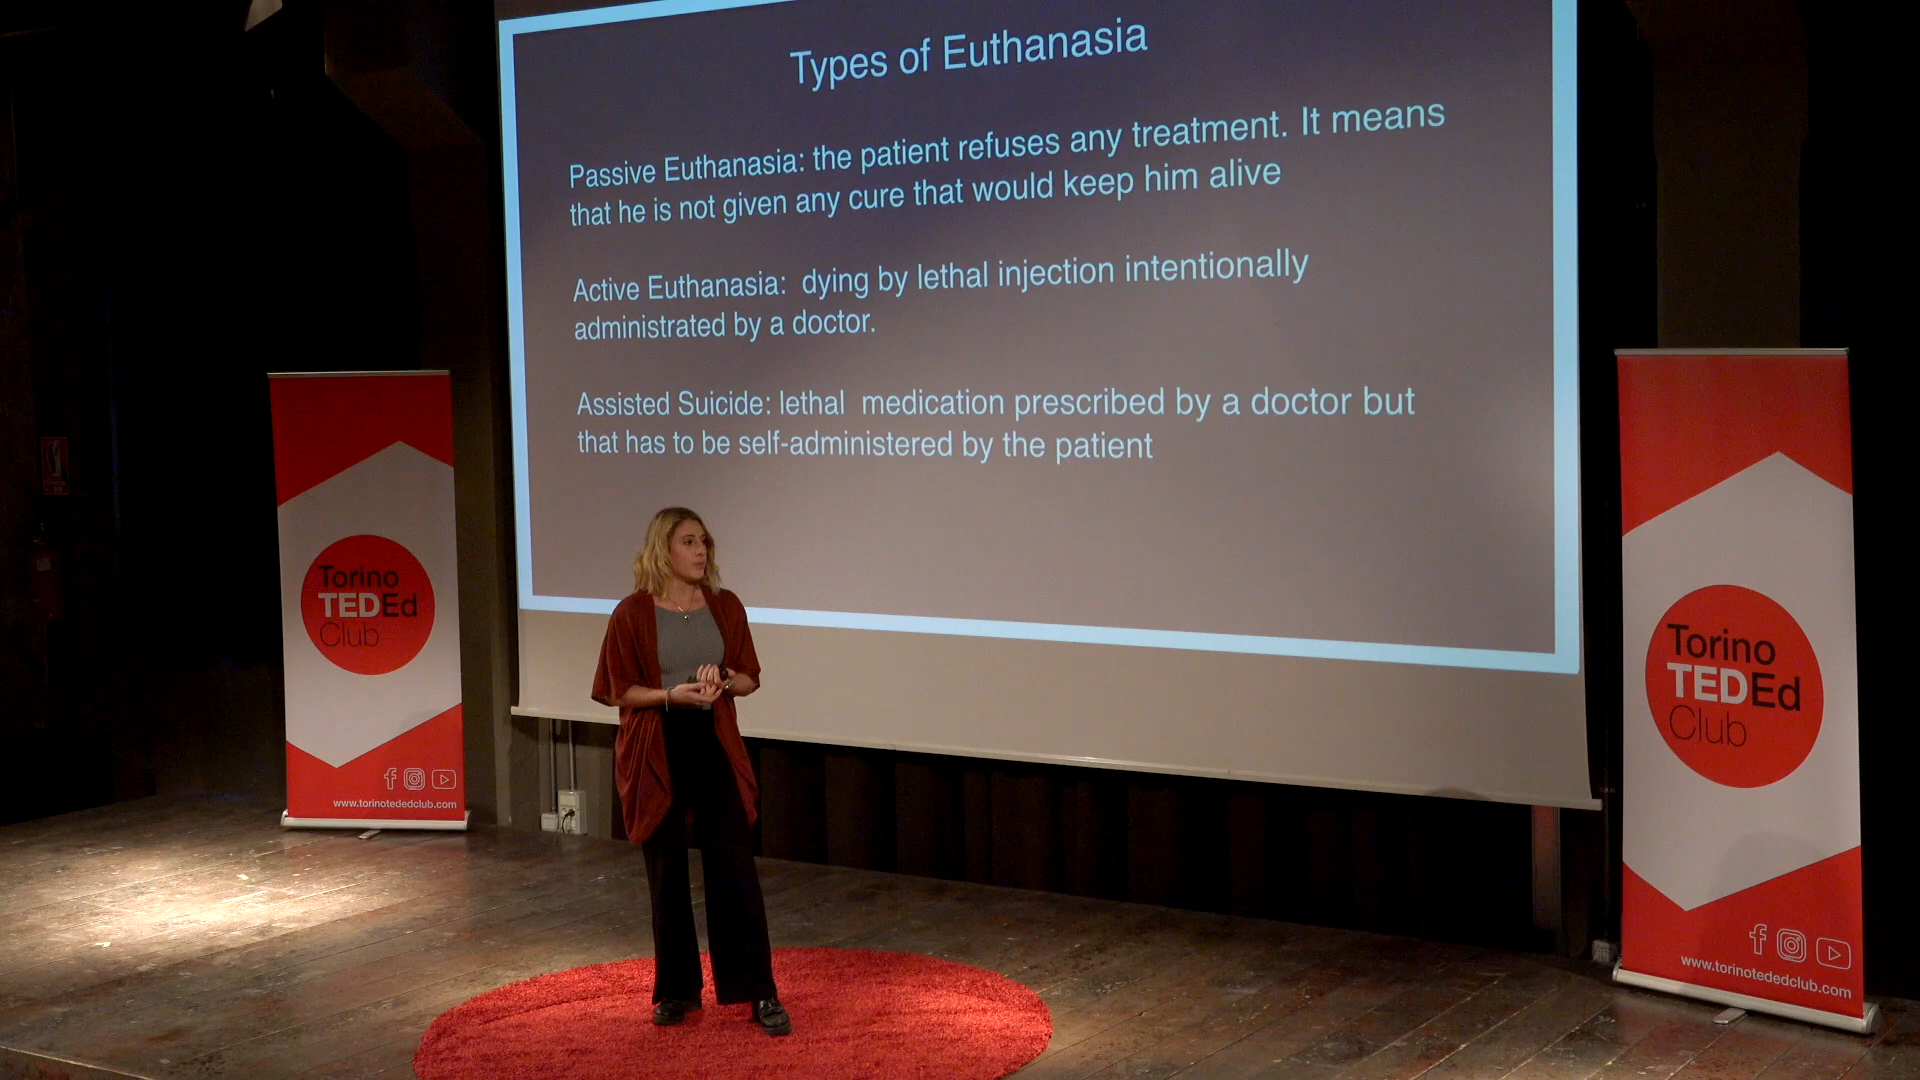 Types of Euthanasia
Passive Euthanasia: the patient refuses any treatment. It means
that he is not given any cure that would keep him alive
Active Euthanasia: dying by lethal injection intentionally
administrated by a doctor.
Assisted Suicide: lethal medication prescribed by a doctor but
that has to be self-administered by the patient
Torino
TEDEd
Club
www.torinotededclub.com
Torino
TEDEd
Club
www.torinotededclub.com